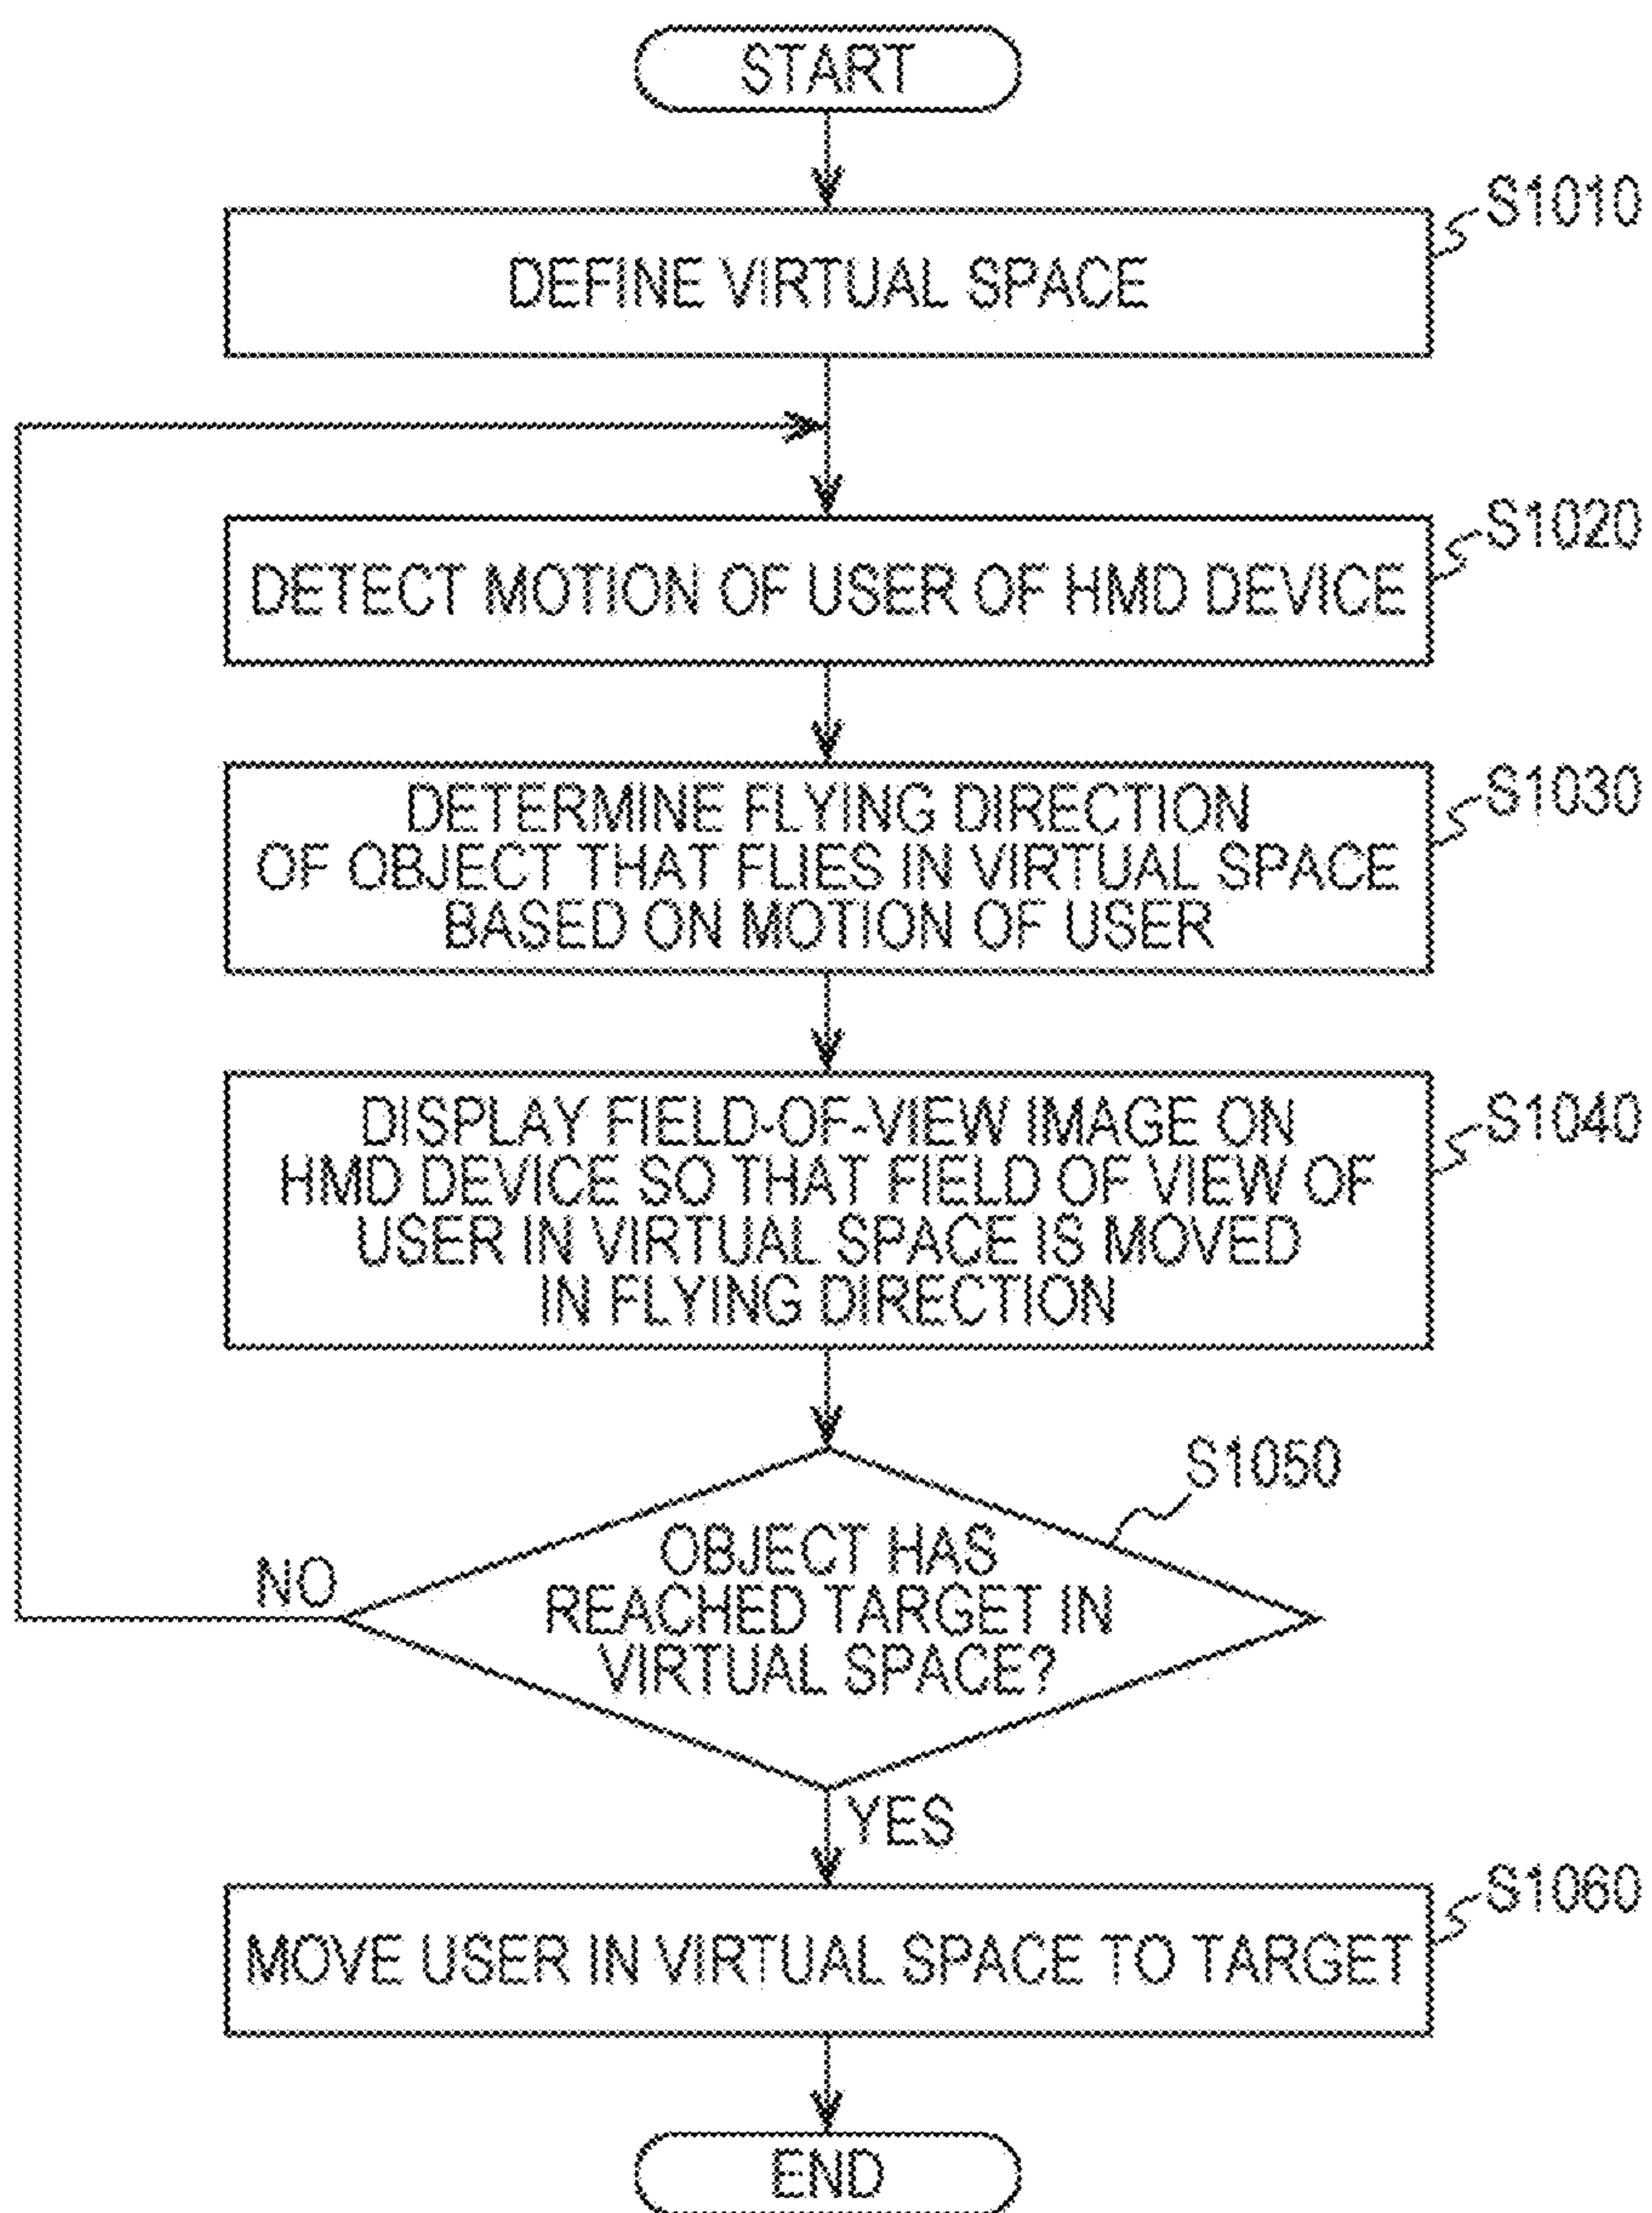 START
S1010
DEFINE VIRTUAL SPACE
S1020
DETECT MOTION OF USER OF HMD DEVICE
S1030
DETERMINE FLYING DIRECTION
OF OBJECT THAT FLIES IN VIRTUAL SPACE
BASED ON MOTION OF USER
S1040
DISPLAY FIELD-OF-VIEW IMAGE ON
HMD DEVICE SO THAT FIELD OF VIEW OF
USER IN VIRTUAL SPACE IS MOVED
IN FLYING DIRECTION
S1050
OBJECT HAS
REACHED TARGET IN
VIRTUAL SPACE?
NO
YES
S1060
MOVE USER IN VIRTUAL SPACE TO TARGET
END